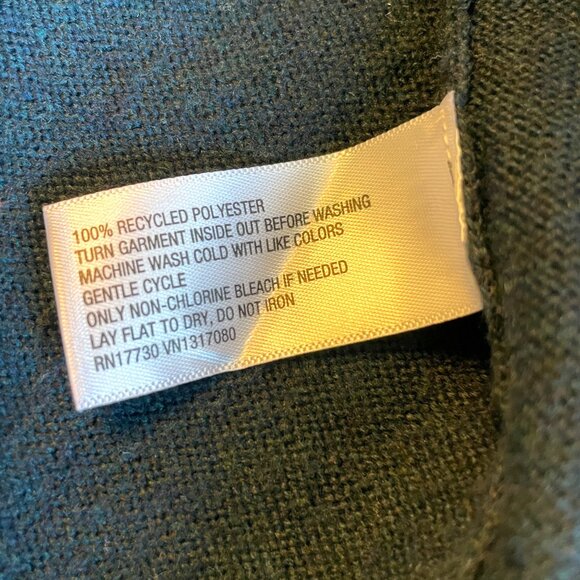 100% RECYCLED POLYESTER
TURN GARMENT INSIDE OUT BEFORE WASHING
MACHINE WASH COLD WITH LIKE COLORS
GENTLE CYCLE
ONLY NON-CHLORINE BLEACH IF NEEDED
LAY FLAT TO DRY, DO NOT IRON
RN17730 VN1317080